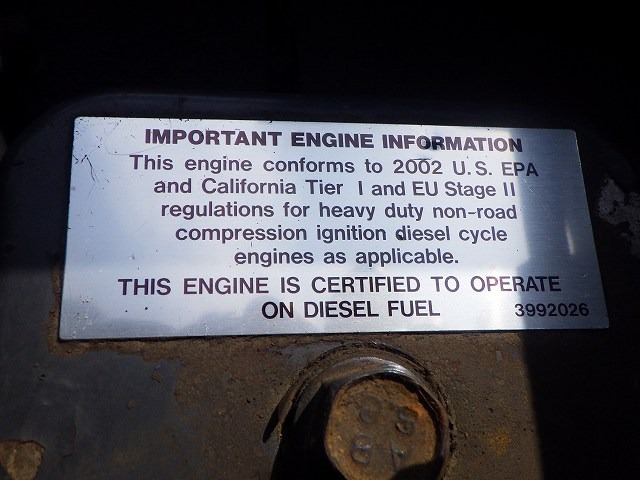 IMPORTANT ENGINE INFORMATION
This engine conforms to 2002 U.S. EPA
and California Tier I and EU Stage II
regulations for heavy duty non-road
compression ignition diesel cycle
engines as applicable.
THIS ENGINE IS CERTIFIED TO OPERATE
ON DIESEL FUEL 3992026